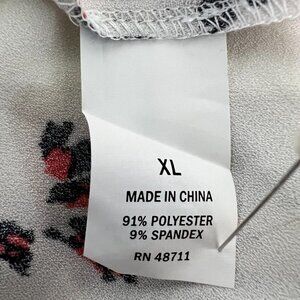 XL
MADE IN CHINA
91% POLYESTER
9% SPANDEX
RN 48711